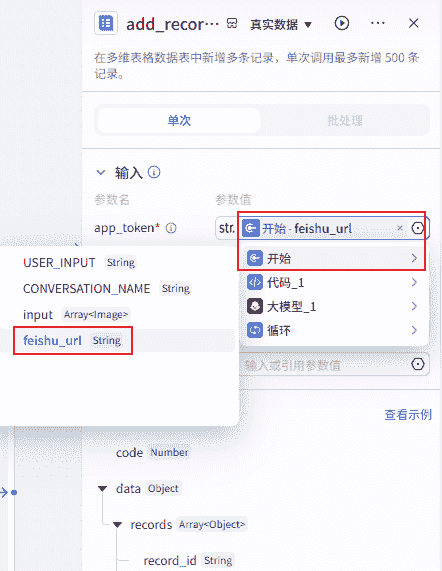 add_recor··· 真实数据
在多维表格数据表中新增多条记录，单次调用最多新增 500 条
记录。
单次 批处理
输入
参数名 参数值
app_token* str. 开始 - feishu_url
USER_INPUT String
CONVERSATION_NAME String
input Array<Image>
feishu_url String
开始
代码_1
大模型_1
循环
输入或引用参数值
查看示例
code Number
data Object
records Array<Object>
record_id String